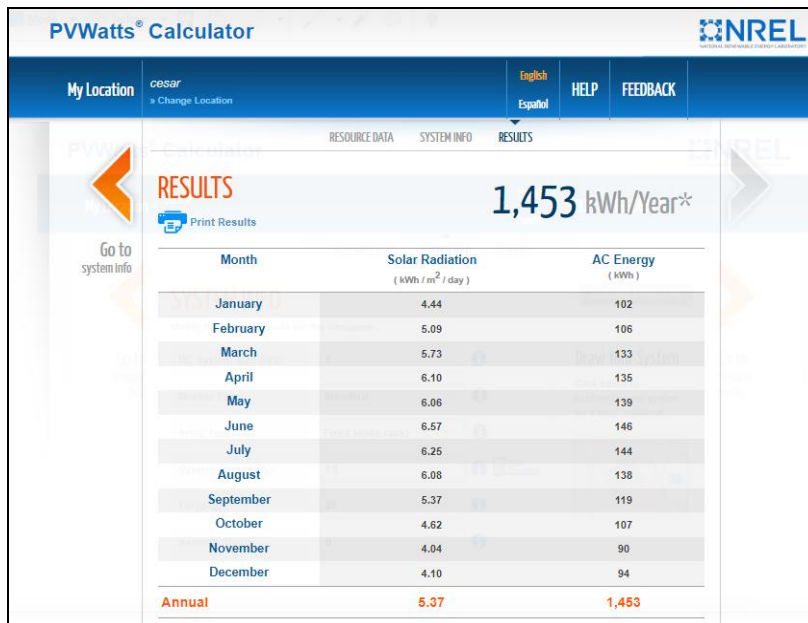 PVWatts® Calculator
NREL
NATIONAL RENEWABLE ENERGY LABORATORY
My Location
cesar
» Change Location
English
Español
HELP
FEEDBACK
RESOURCE DATA SYSTEM INFO RESULTS
RESULTS
Print Results
1,453 kWh/Year*
Go to
system info
Month Solar Radiation AC Energy
( kWh / m2 / day ) ( kWh )
January 4.44 102
February 5.09 106
March 5.73 133
April 6.10 135
May 6.06 139
June 6.57 146
July 6.25 144
August 6.08 138
September 5.37 119
October 4.62 107
November 4.04 90
December 4.10 94
Annual 5.37 1,453